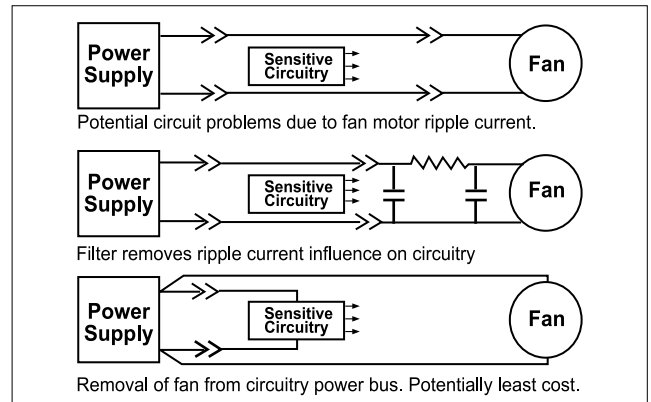 Power
Supply
Sensitive
Circuitry
Fan
Potential circuit problems due to fan motor ripple current.
Power
Supply
Sensitive
Circuitry
Fan
Filter removes ripple current influence on circuitry
Power
Supply
Sensitive
Circuitry
Fan
Removal of fan from circuitry power bus. Potentially least cost.